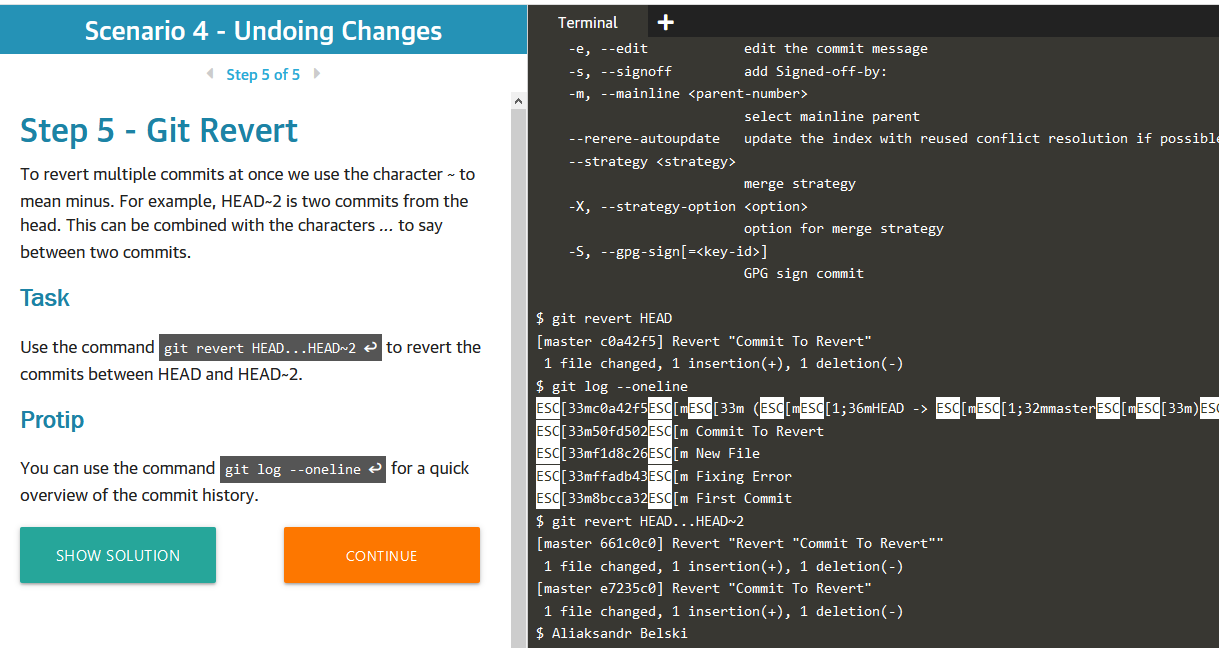 Scenario 4 - Undoing Changes
Step 5 of 5
Step 5 - Git Revert
To revert multiple commits at once we use the character ~ to
mean minus. For example, HEAD~2 is two commits from the
head. This can be combined with the characters ... to say
between two commits.
Task
Use the command git revert HEAD...HEAD~2 ↵ to revert the
commits between HEAD and HEAD~2.
Protip
You can use the command git log --oneline ↵ for a quick
overview of the commit history.
SHOW SOLUTION
CONTINUE
Terminal +
-e, --edit edit the commit message
-s, --signoff add Signed-off-by:
-m, --mainline <parent-number>
select mainline parent
--rerere-autoupdate update the index with reused conflict resolution if possible
--strategy <strategy>
merge strategy
-X, --strategy-option <option>
option for merge strategy
-S, --gpg-sign[=<key-id>]
GPG sign commit
$ git revert HEAD
[master c0a42f5] Revert "Commit To Revert"
1 file changed, 1 insertion(+), 1 deletion(-)
$ git log --oneline
ESC[33mc0a42f5ESC[mESC[33m (ESC[mESC[1;36mHEAD -> ESC[mESC[1;32mmasterESC[mESC[33m)ESC
ESC[33m50fd502ESC[m Commit To Revert
ESC[33mf1d8c26ESC[m New File
ESC[33mffadb43ESC[m Fixing Error
ESC[33m8bcca32ESC[m First Commit
$ git revert HEAD...HEAD~2
[master 661c0c0] Revert "Revert "Commit To Revert""
1 file changed, 1 insertion(+), 1 deletion(-)
[master e7235c0] Revert "Commit To Revert"
1 file changed, 1 insertion(+), 1 deletion(-)
$ Aliaksandr Belski